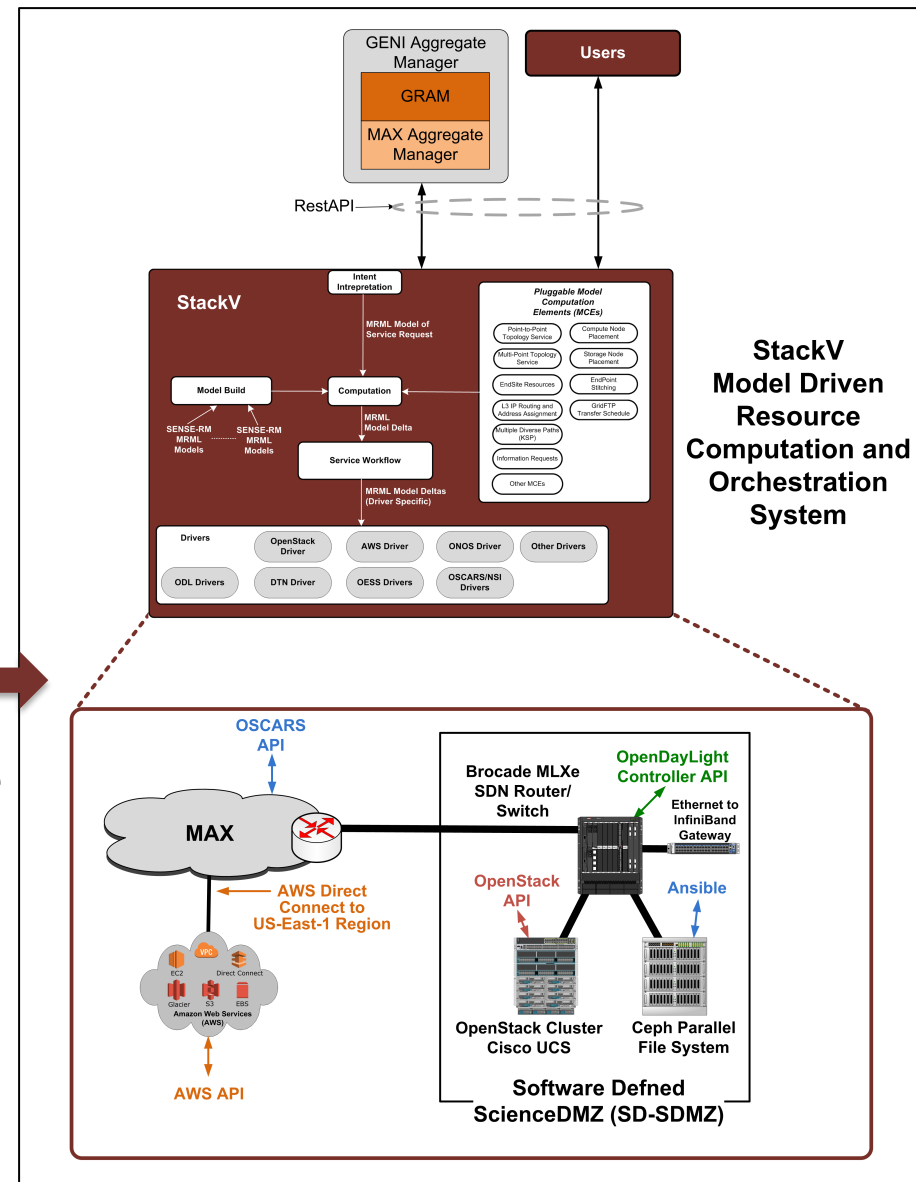 GENI Aggregate
Manager
GRAM
MAX Aggregate
Manager
Users
RestAPI
StackV
Intent
Intrepretation
MRML Model of
Service Request
Model Build
Computation
SENSE-RM
MRML
Models
SENSE-RM
MRML
Models
MRML
Model Delta
Service Workflow
MRML Model Deltas
(Driver Specific)
Pluggable Model
Computation
Elements (MCEs)
Point-to-Point
Topology Service
Compute Node
Placement
Multi-Point Topology
Service
Storage Node
Placement
EndSite Resources
EndPoint
Stitching
L3 IP Routing and
Address Assignment
GridFTP
Transfer Schedule
Multiple Diverse Paths
(KSP)
Information Requests
Other MCEs
Drivers
OpenStack
Driver
AWS Driver
ONOS Driver
Other Drivers
ODL Drivers
DTN Driver
OESS Drivers
OSCARS/NSI
Drivers
StackV
Model Driven
Resource
Computation and
Orchestration
System
OSCARS
API
MAX
AWS Direct
Connect to
US-East-1 Region
VPC
EC2
Direct Connect
Glacier
S3
EBS
Amazon Web Services
(AWS)
AWS API
Brocade MLXe
SDN Router/
Switch
OpenDayLight
Controller API
Ethernet to
InfiniBand
Gateway
OpenStack
API
Ansible
OpenStack Cluster
Cisco UCS
Ceph Parallel
File System
Software Defned
ScienceDMZ (SD-SDMZ)